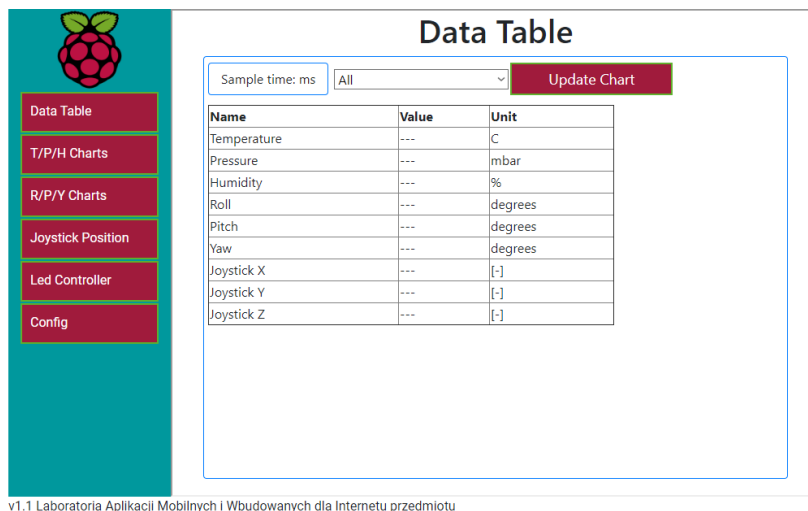 Data Table
Sample time: ms All Update Chart
Data Table
T/P/H Charts
R/P/Y Charts
Joystick Position
Led Controller
Config
Name Value Unit
Temperature --- C
Pressure --- mbar
Humidity --- %
Roll --- degrees
Pitch --- degrees
Yaw --- degrees
Joystick X --- [-]
Joystick Y --- [-]
Joystick Z --- [-]
v1.1 Laboratoria Aplikacji Mobilnych i Wbudowanych dla Internetu przedmiotu